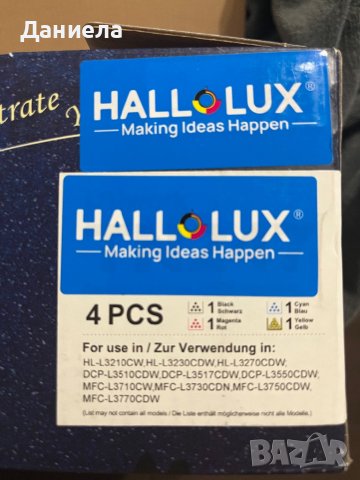 Даниела
trate
HALLOLUX®
Making Ideas Happen
HALLOLUX®
Making Ideas Happen
4 PCS
1 Black Schwarz
1 Cyan Blau
1 Magenta Rot
1 Yellow Gelb
For use in / Zur Verwendung in:
HL-L3210CW,HL-L3230CDW,HL-L3270CDW,
DCP-L3510CDW,DCP-L3517CDW,DCP-L3550CDW,
MFC-L3710CW,MFC-L3730CDN,MFC-L3750CDW,
MFC-L3770CDW
(List may not contain all models / Die Liste enthält möglicherweise nicht alle Modelle.)
BAZAR